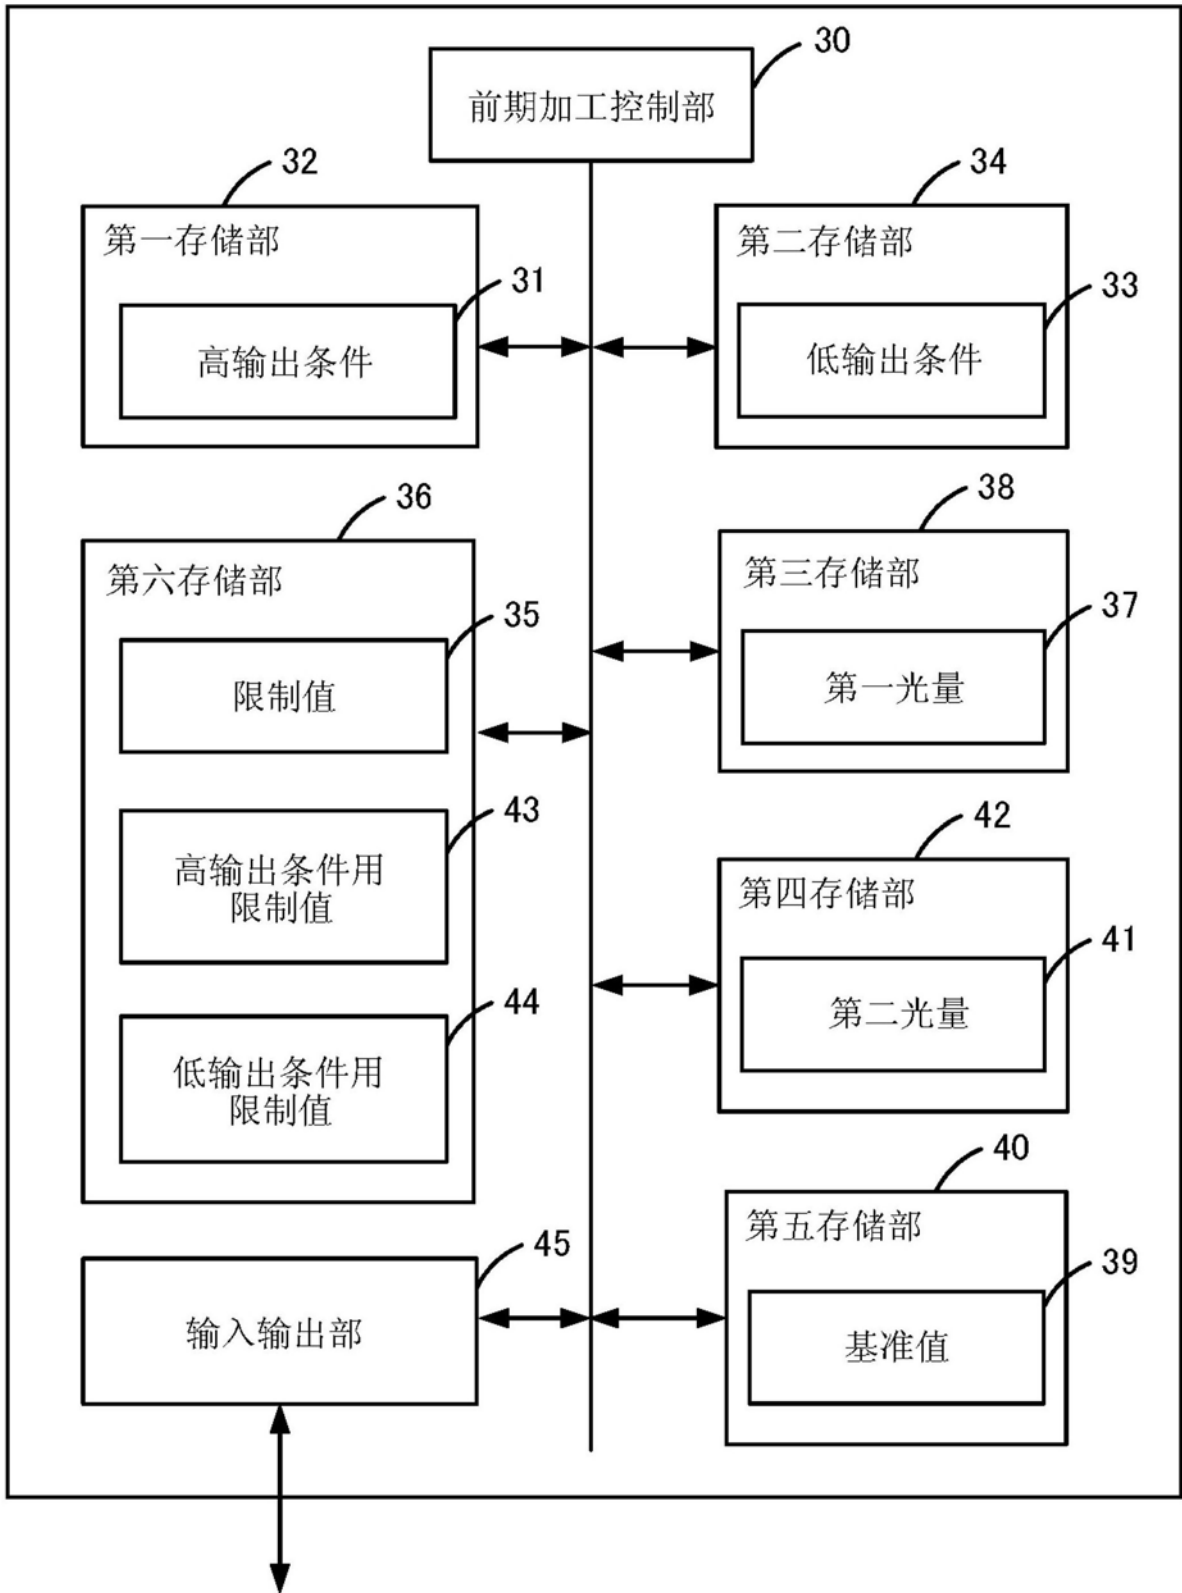 30
前期加工控制部
32
第一存储部
31
高输出条件
34
第二存储部
33
低输出条件
36
第六存储部
35
限制值
43
高输出条件用
限制值
44
低输出条件用
限制值
38
第三存储部
37
第一光量
42
第四存储部
41
第二光量
45
输入输出部
40
第五存储部
39
基准值